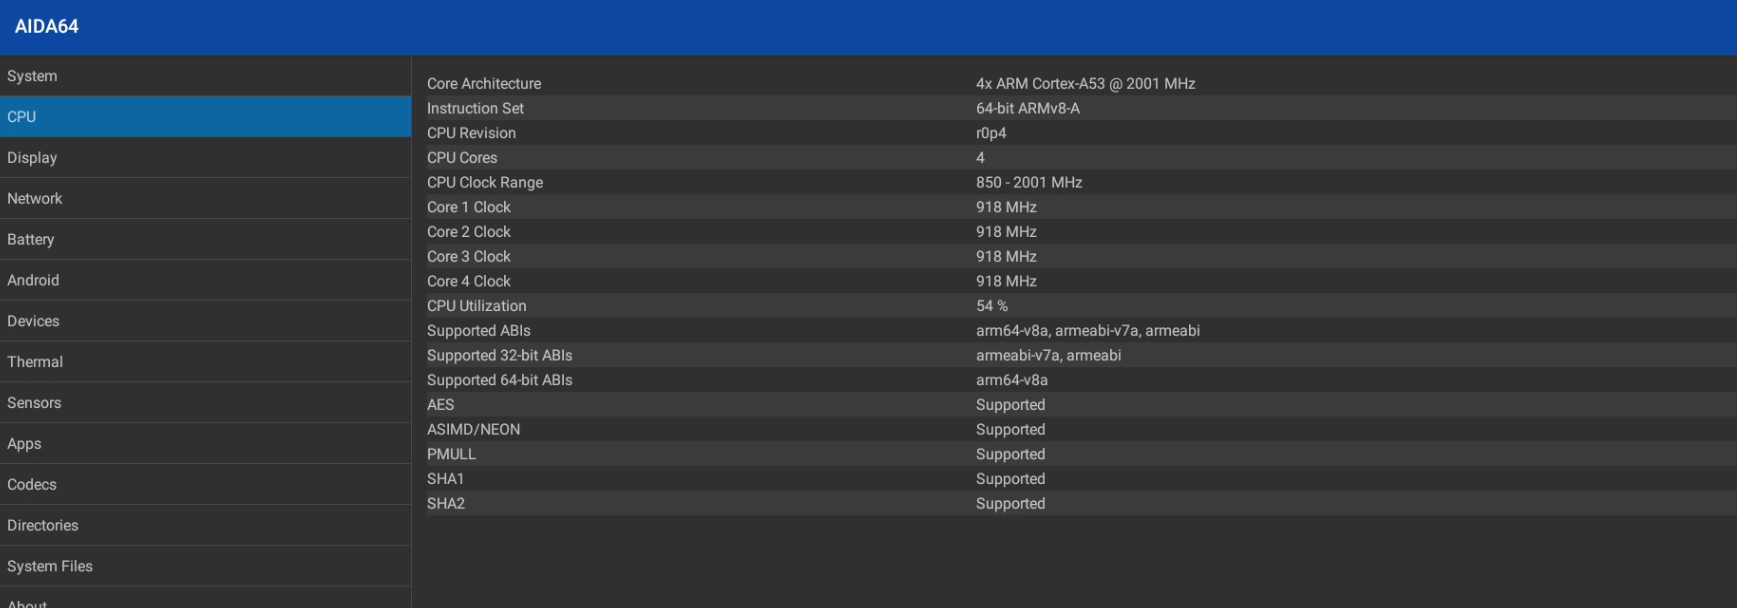 AIDA64
System
CPU
Display
Network
Battery
Android
Devices
Thermal
Sensors
Apps
Codecs
Directories
System Files
About
Core Architecture 4x ARM Cortex-A53 @ 2001 MHz
Instruction Set 64-bit ARMv8-A
CPU Revision r0p4
CPU Cores 4
CPU Clock Range 850 - 2001 MHz
Core 1 Clock 918 MHz
Core 2 Clock 918 MHz
Core 3 Clock 918 MHz
Core 4 Clock 918 MHz
CPU Utilization 54 %
Supported ABIs arm64-v8a, armeabi-v7a, armeabi
Supported 32-bit ABIs armeabi-v7a, armeabi
Supported 64-bit ABIs arm64-v8a
AES Supported
ASIMD/NEON Supported
PMULL Supported
SHA1 Supported
SHA2 Supported